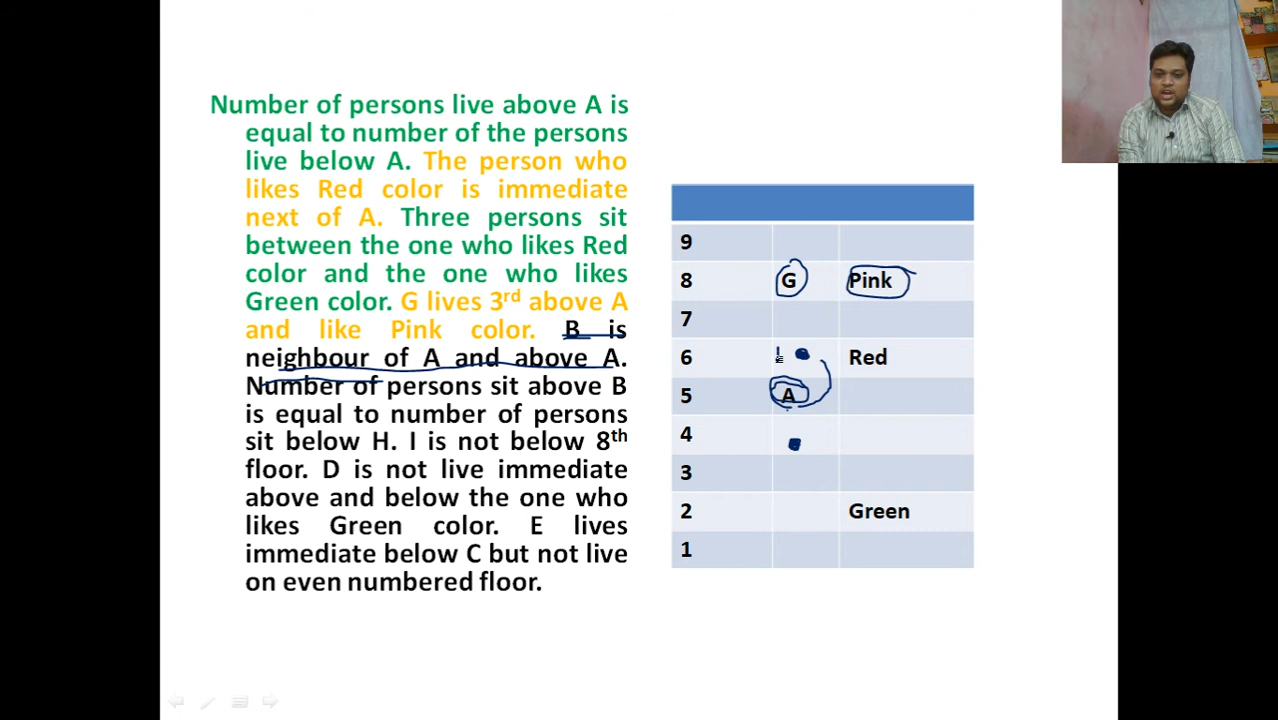 Number of persons live above A is
equal to number of the persons
live below A. The person who
likes Red color is immediate
next of A. Three persons sit
between the one who likes Red
color and the one who likes
Green color. G lives 3rd above A
and like Pink color. B is
neighbour of A and above A.
Number of persons sit above B
is equal to number of persons
sit below H. I is not below 8th
floor. D is not live immediate
above and below the one who
likes Green color. E lives
immediate below C but not live
on even numbered floor.
9
8 G Pink
7
6 Red
5 A
4
3
2 Green
1